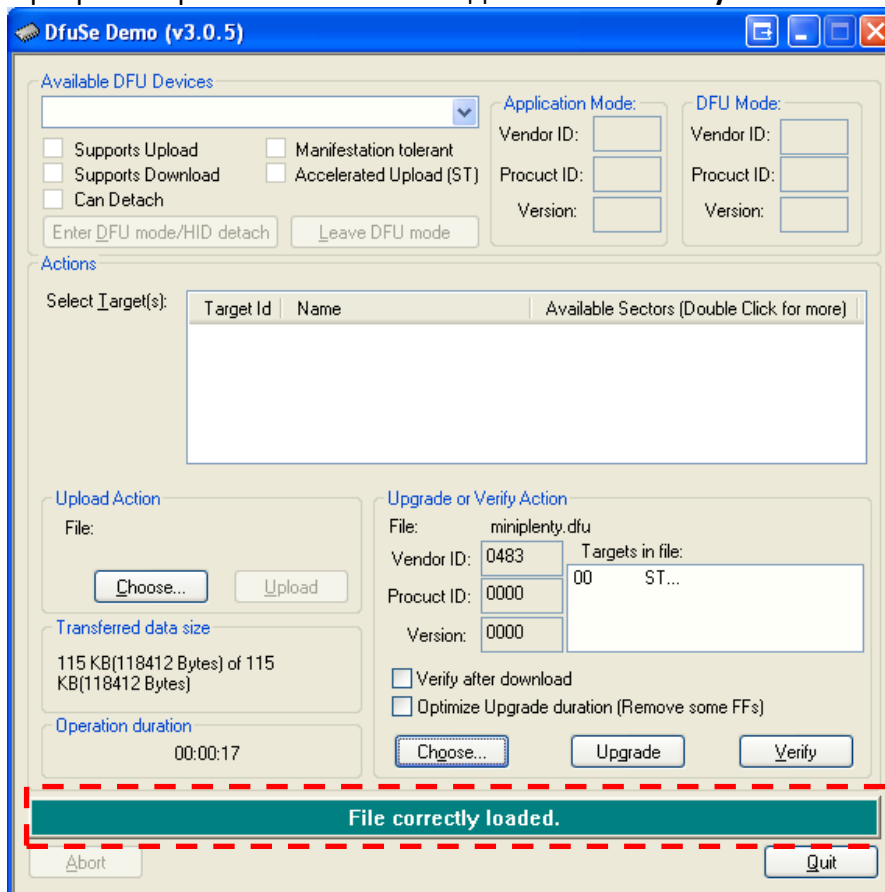 DfuSe Demo (v3.0.5)
Available DFU Devices
Supports Upload
Manifestation tolerant
Supports Download
Accelerated Upload (ST)
Can Detach
Enter DFU mode/HID detach
Leave DFU mode
Application Mode:
Vendor ID:
Procuct ID:
Version:
DFU Mode:
Vendor ID:
Procuct ID:
Version:
Actions
Select Target(s):
Target Id Name Available Sectors (Double Click for more)
Upload Action
File:
Choose...
Upload
Transferred data size
115 KB(118412 Bytes) of 115
KB(118412 Bytes)
Operation duration
00:00:17
Upgrade or Verify Action
File: miniplenty.dfu
Vendor ID: 0483
Procuct ID: 0000
Version: 0000
Targets in file:
00 ST...
Verify after download
Optimize Upgrade duration (Remove some FFs)
Choose...
Upgrade
Verify
File correctly loaded.
Abort
Quit